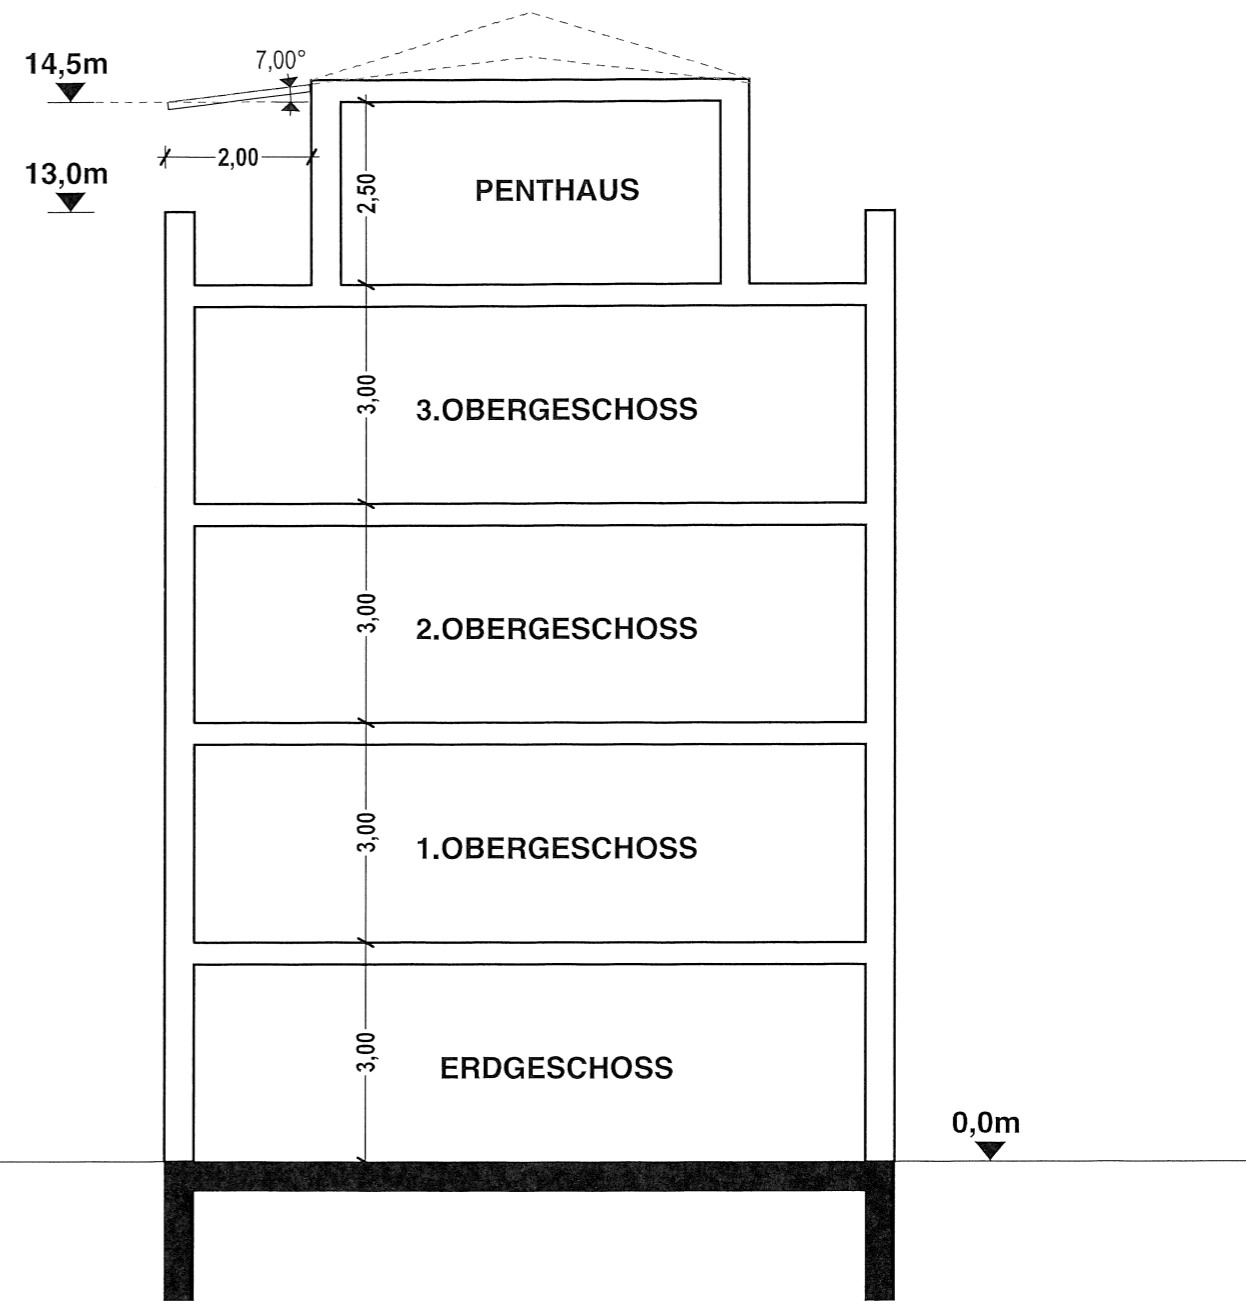 7,00°
14,5m
2,00
13,0m
2,50
PENTHAUS
3,00
3.OBERGESCHOSS
3,00
2.OBERGESCHOSS
3,00
1.OBERGESCHOSS
3,00
ERDGESCHOSS
0,0m